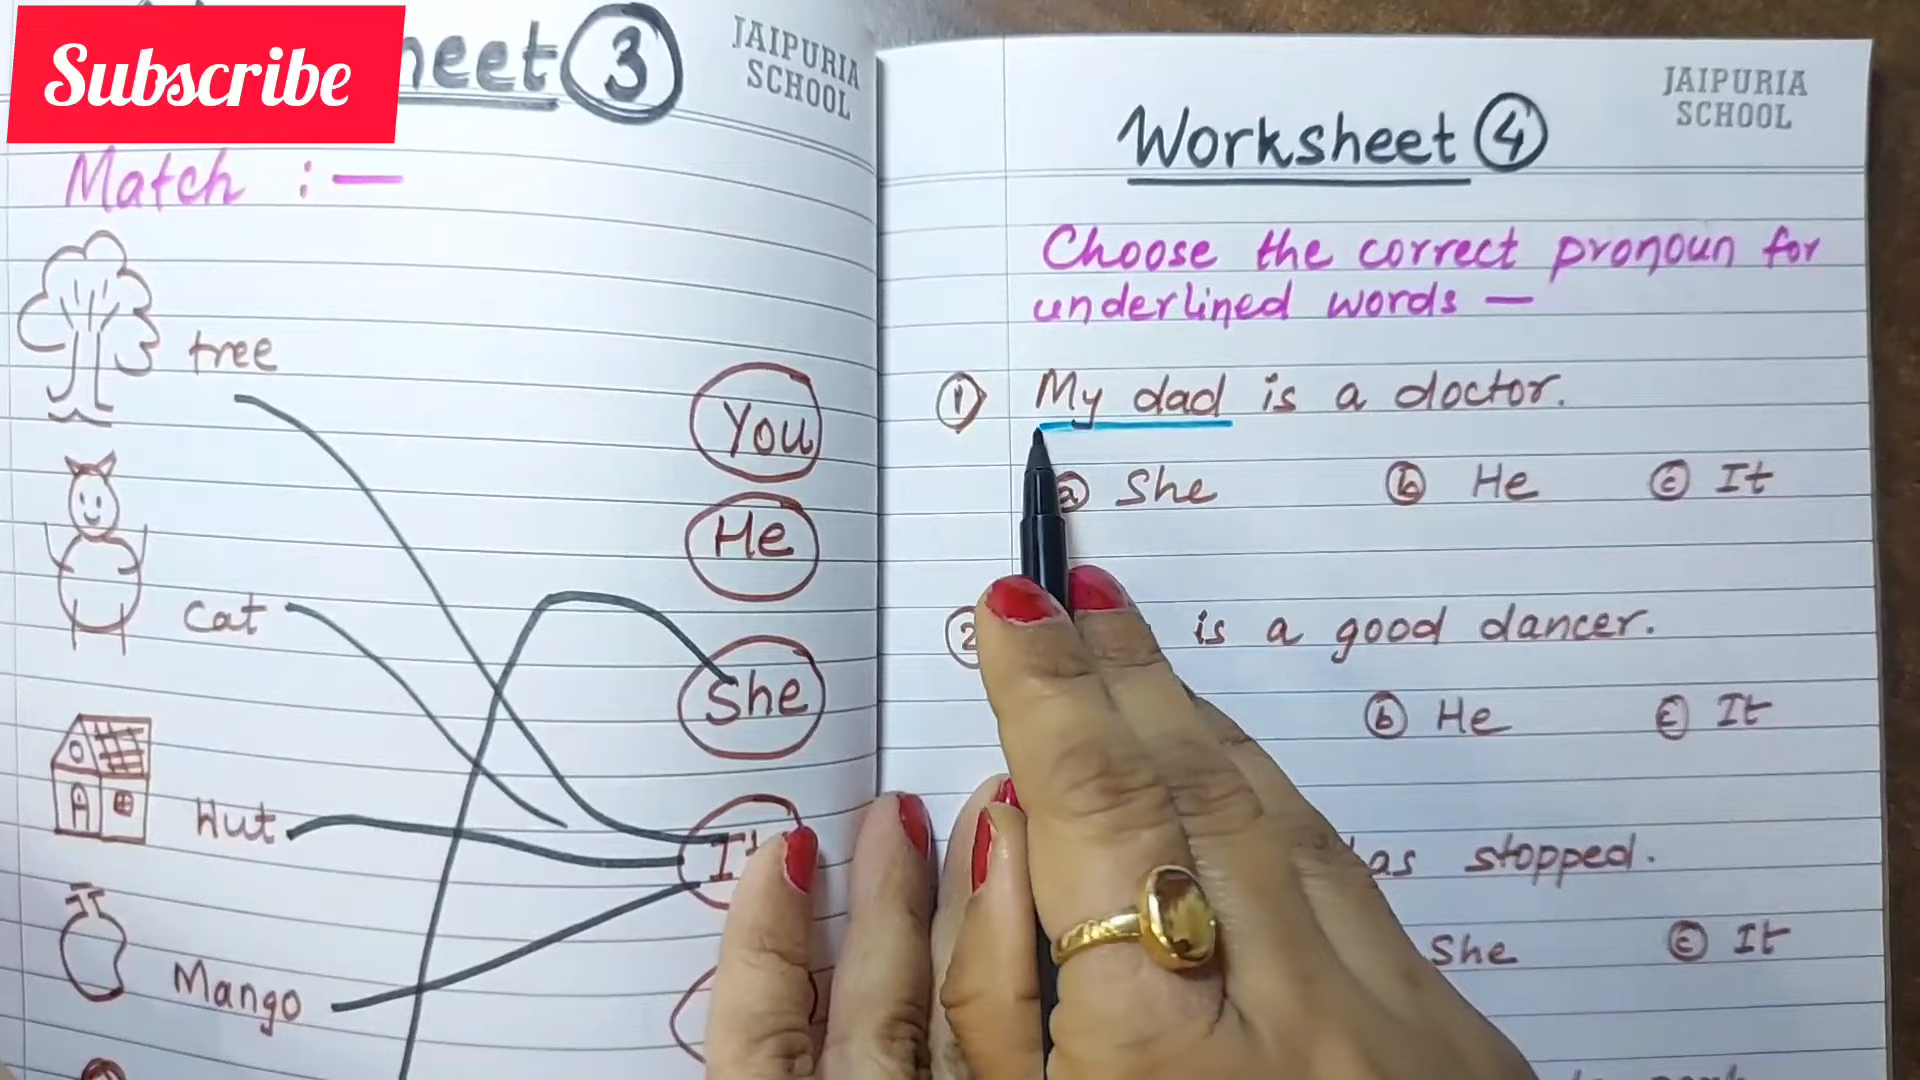 Subscribe
3
JAIPURIA
SCHOOL
Match :—
tree
cat
Hut
Mango
You
He
She
JAIPURIA
SCHOOL
Worksheet 4
Choose the correct pronoun for
underlined words —
1 My dad is a doctor.
a She b He c It
2 is a good dancer.
b He c It
stopped.
She c It